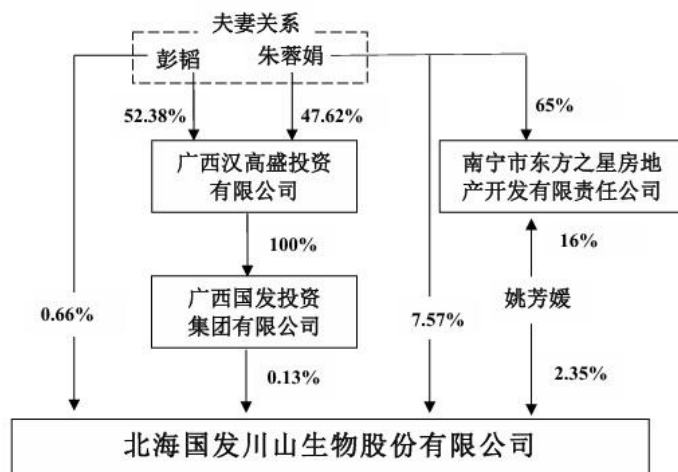 夫妻关系
彭韬
朱蓉娟
52.38%
47.62%
65%
广西汉高盛投资
有限公司
南宁市东方之星房地
产开发有限责任公司
100%
16%
广西国发投资
集团有限公司
姚芳媛
0.66%
7.57%
0.13%
2.35%
北海国发川山生物股份有限公司